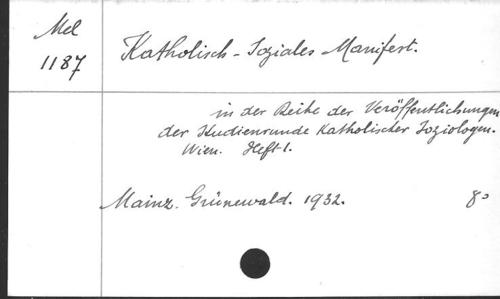 Mel
1187
Katholisch-Soziales Manifest.
in der Reihe der Veröffentlichungen
der Studienrunde Katholischer Soziologen.
Wien. Heft 1.
Mainz. Grünewald. 1932. 8°